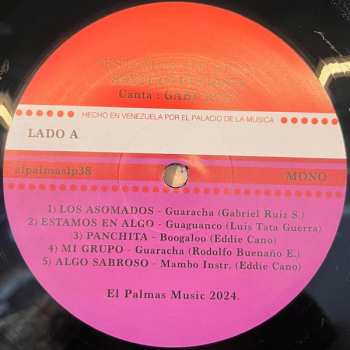 Canta : GABY
HECHO EN VENEZUELA POR EL PALACIO DE LA MUSICA
LADO A
elpalmaslp38
MONO
1) LOS ASOMADOS - Guaracha (Gabriel Ruiz S.)
2) ESTAMOS EN ALGO - Guaguanco (Luis Tata Guerra)
3) PANCHITA - Boogaloo (Eddie Cano)
4) MI GRUPO - Guaracha (Rodolfo Buenaño E.)
5) ALGO SABROSO - Mambo Instr. (Eddie Cano)
El Palmas Music 2024.